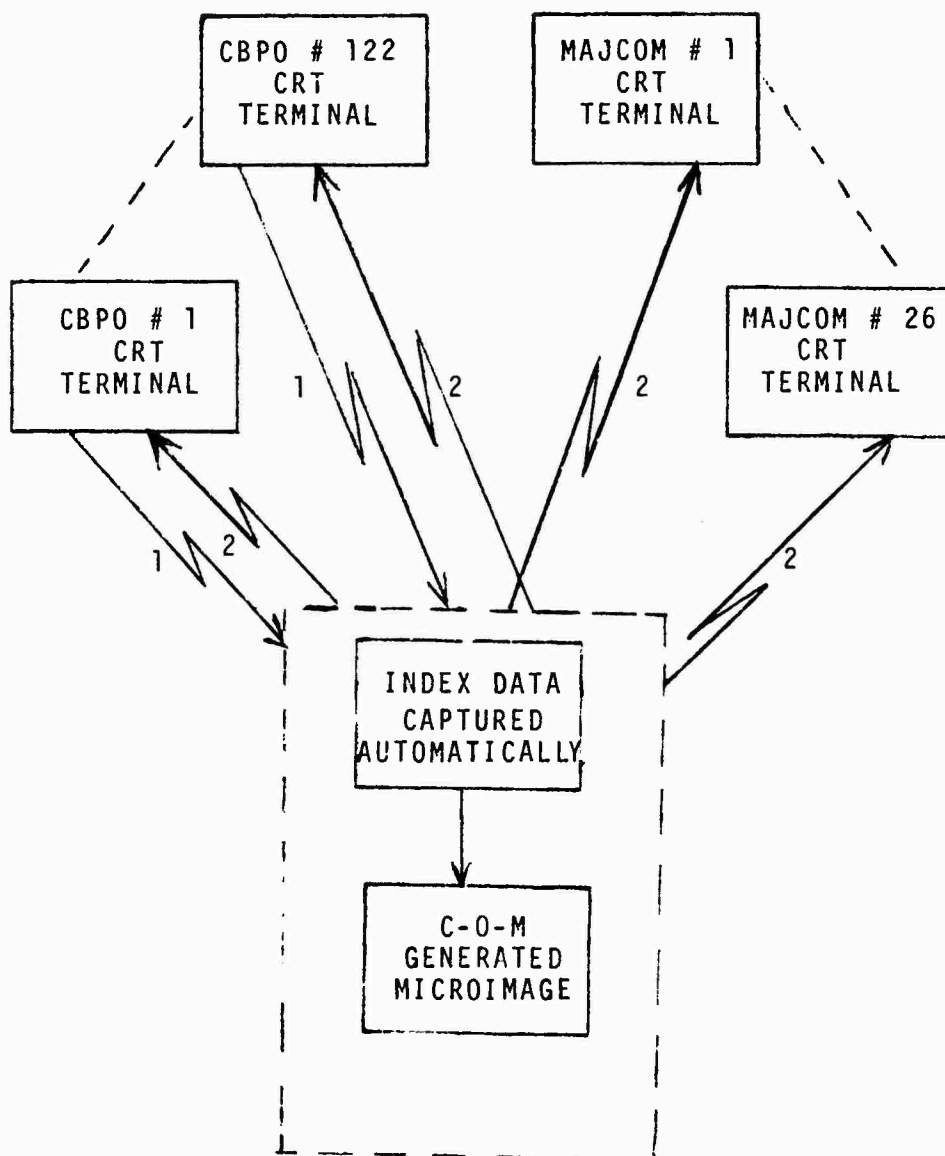 CBPO # 122
CRT
TERMINAL
MAJCOM # 1
CRT
TERMINAL
CBPO # 1
CRT
TERMINAL
MAJCOM # 26
CRT
TERMINAL
1
2
2
1
2
2
INDEX DATA
CAPTURED
AUTOMATICALLY
C-O-M
GENERATED
MICROIMAGE